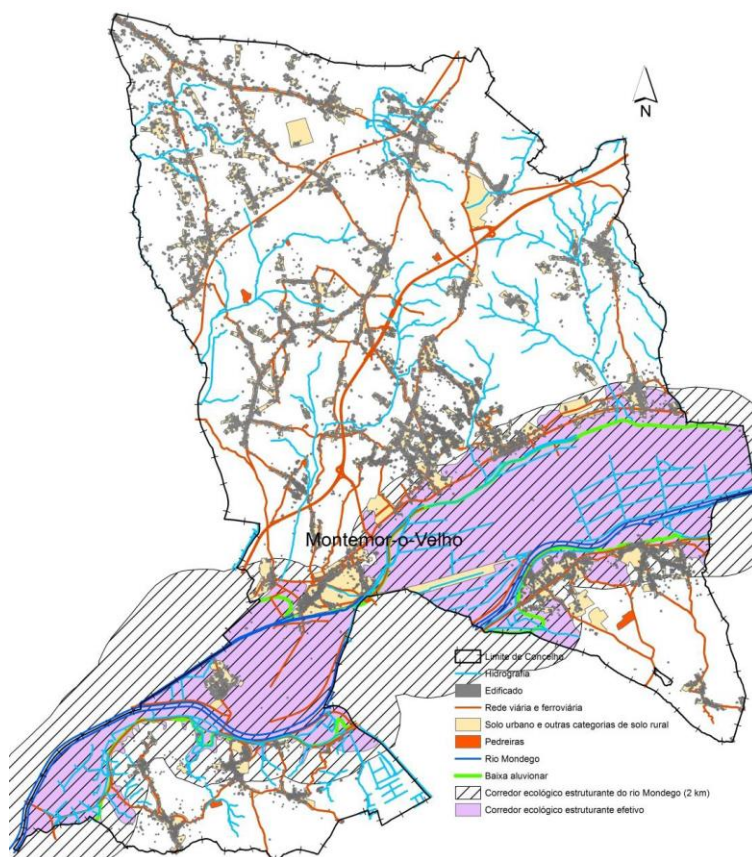 N
Montemor-o-Velho
Limite de Concelho
Hidrografia
Edificado
Rede viária e ferroviária
Solo urbano e outras categorias de solo rural
Pedreiras
Rio Mondego
Baixa aluvionar
Corredor ecológico estruturante do rio Mondego (2 km)
Corredor ecológico estruturante efetivo